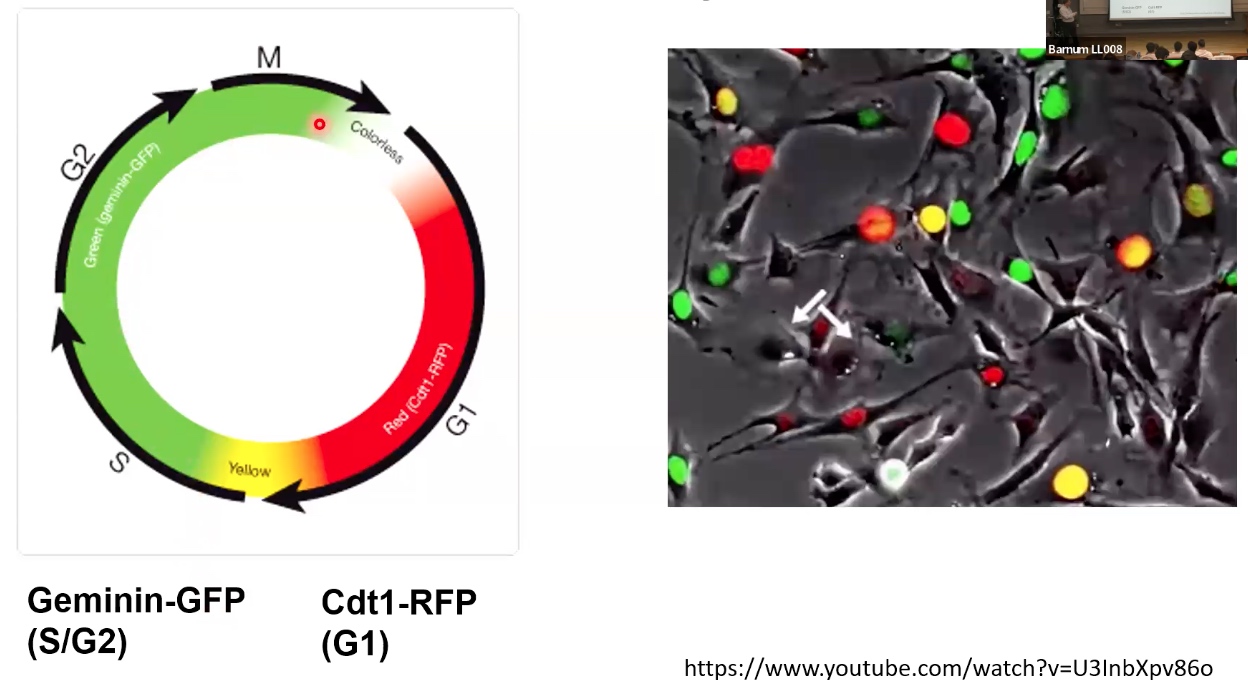 M
Colorless
G2
Green (geminin-GFP)
Red (Cdt1-RFP)
G1
S
Yellow
Geminin-GFP
(S/G2)
Cdt1-RFP
(G1)
Barnum LL008
https://www.youtube.com/watch?v=U3InbXpv86o